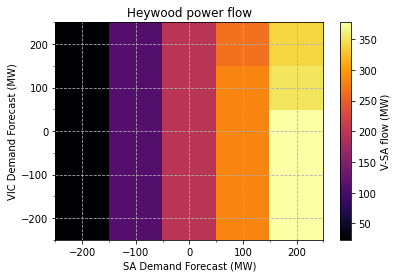 Heywood power flow
200
100
0
−100
−200
VIC Demand Forecast (MW)
−200 −100 0 100 200
SA Demand Forecast (MW)
350
300
250
200
150
100
50
V-SA flow (MW)